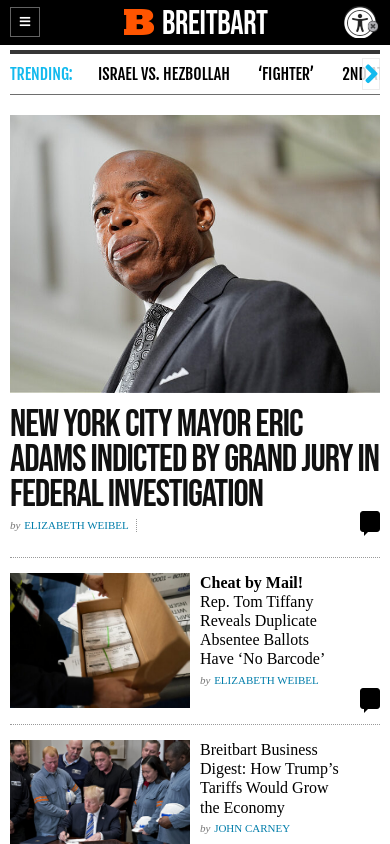 BREITBART
TRENDING:
ISRAEL VS. HEZBOLLAH
‘FIGHTER’
NEW YORK CITY MAYOR ERIC
ADAMS INDICTED BY GRAND JURY IN
FEDERAL INVESTIGATION
by ELIZABETH WEIBEL
Cheat by Mail!
Rep. Tom Tiffany
Reveals Duplicate
Absentee Ballots
Have ‘No Barcode’
by ELIZABETH WEIBEL
Breitbart Business
Digest: How Trump’s
Tariffs Would Grow
the Economy
by JOHN CARNEY